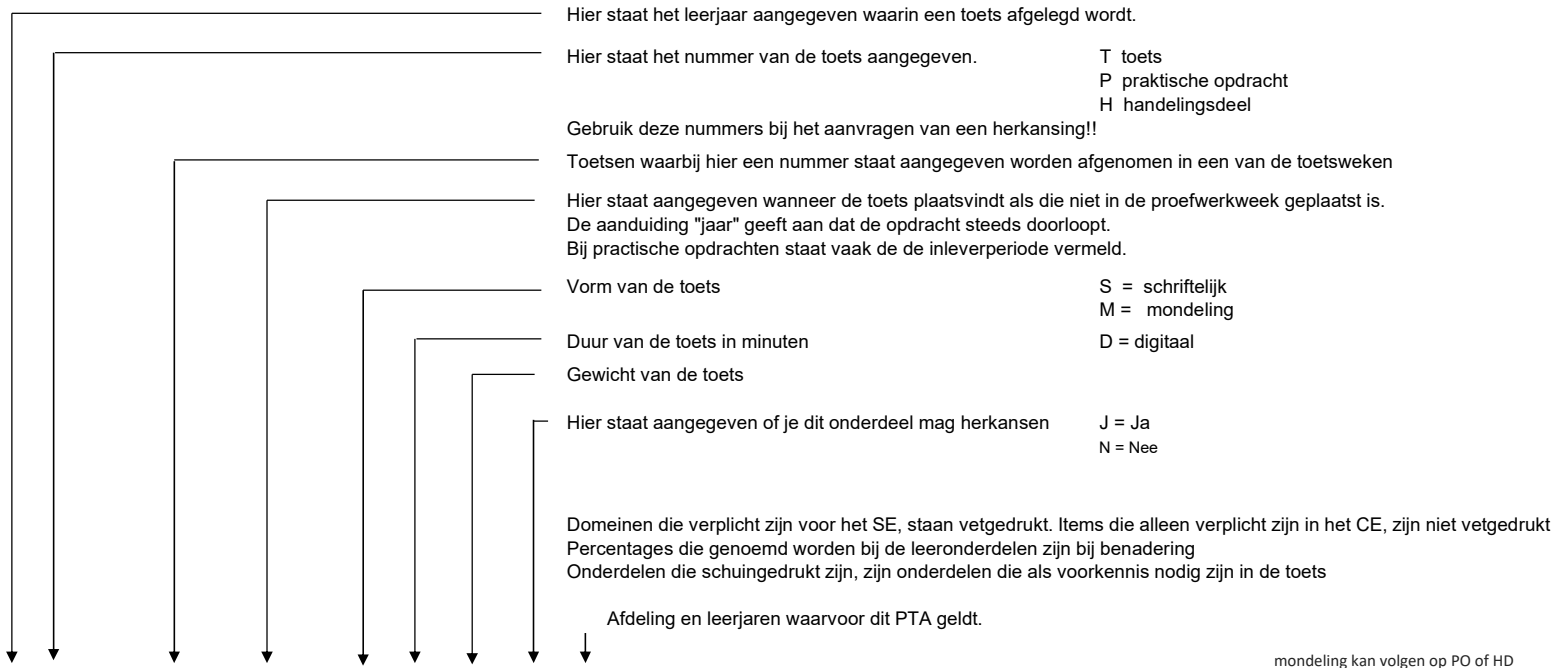 Hier staat het leerjaar aangegeven waarin een toets afgelegd wordt.
Hier staat het nummer van de toets aangegeven. T toets
P praktische opdracht
H handelingsdeel
Gebruik deze nummers bij het aanvragen van een herkansing!!
Toetsen waarbij hier een nummer staat aangegeven worden afgenomen in een van de toetsweken
Hier staat aangegeven wanneer de toets plaatsvindt als die niet in de proefwerkweek geplaatst is.
De aanduiding "jaar" geeft aan dat de opdracht steeds doorloopt.
Bij practische opdrachten staat vaak de de inleverperiode vermeld.
Vorm van de toets S = schriftelijk
M = mondeling
Duur van de toets in minuten D = digitaal
Gewicht van de toets
Hier staat aangegeven of je dit onderdeel mag herkansen J = Ja
N = Nee
Domeinen die verplicht zijn voor het SE, staan vetgedrukt. Items die alleen verplicht zijn in het CE, zijn niet vetgedrukt
Percentages die genoemd worden bij de leeronderdelen zijn bij benadering
Onderdelen die schuingedrukt zijn, zijn onderdelen die als voorkennis nodig zijn in de toets
Afdeling en leerjaren waarvoor dit PTA geldt.
mondeling kan volgen op PO of HD